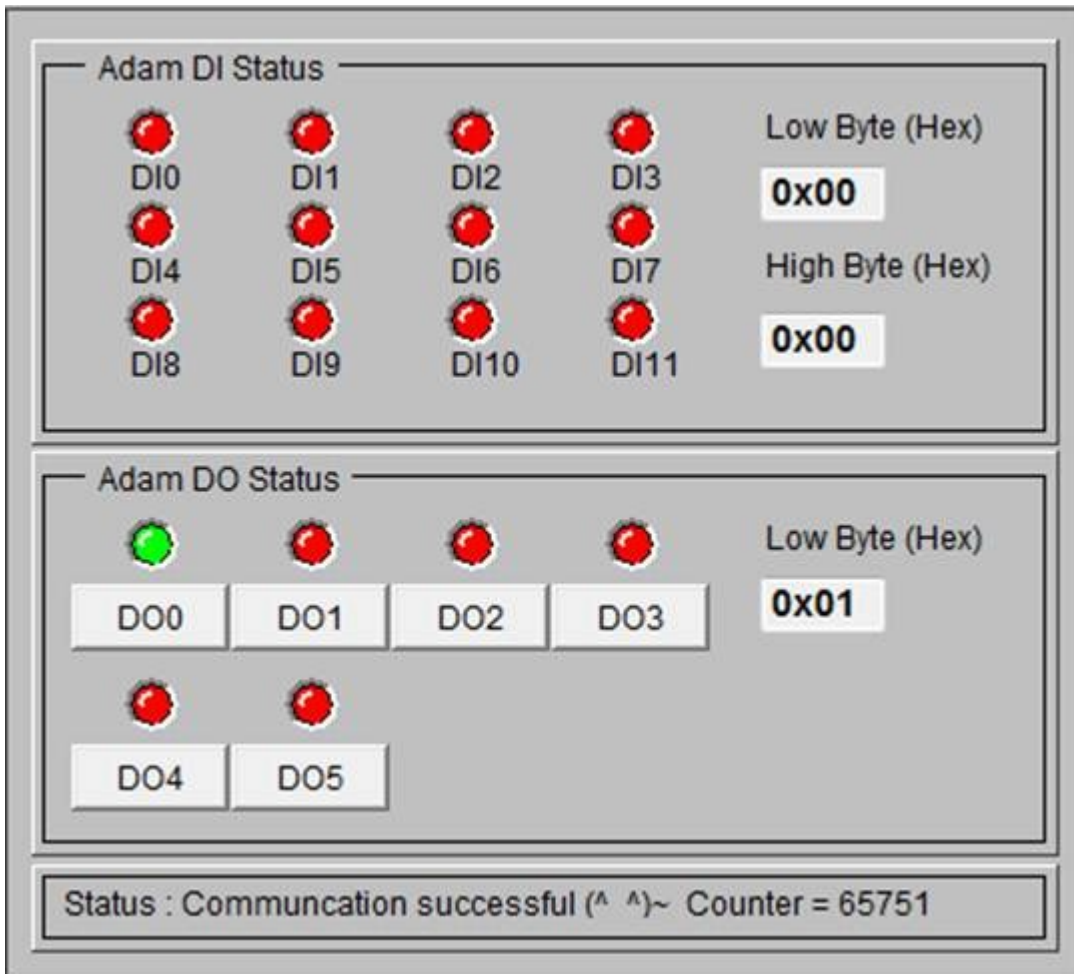 Adam DI Status
DI0 DI1 DI2 DI3
Low Byte (Hex)
0x00
DI4 DI5 DI6 DI7
High Byte (Hex)
0x00
DI8 DI9 DI10 DI11
Adam DO Status
Low Byte (Hex)
0x01
DO0 DO1 DO2 DO3
DO4 DO5
Status : Communcation successful (^ ^)~ Counter = 65751